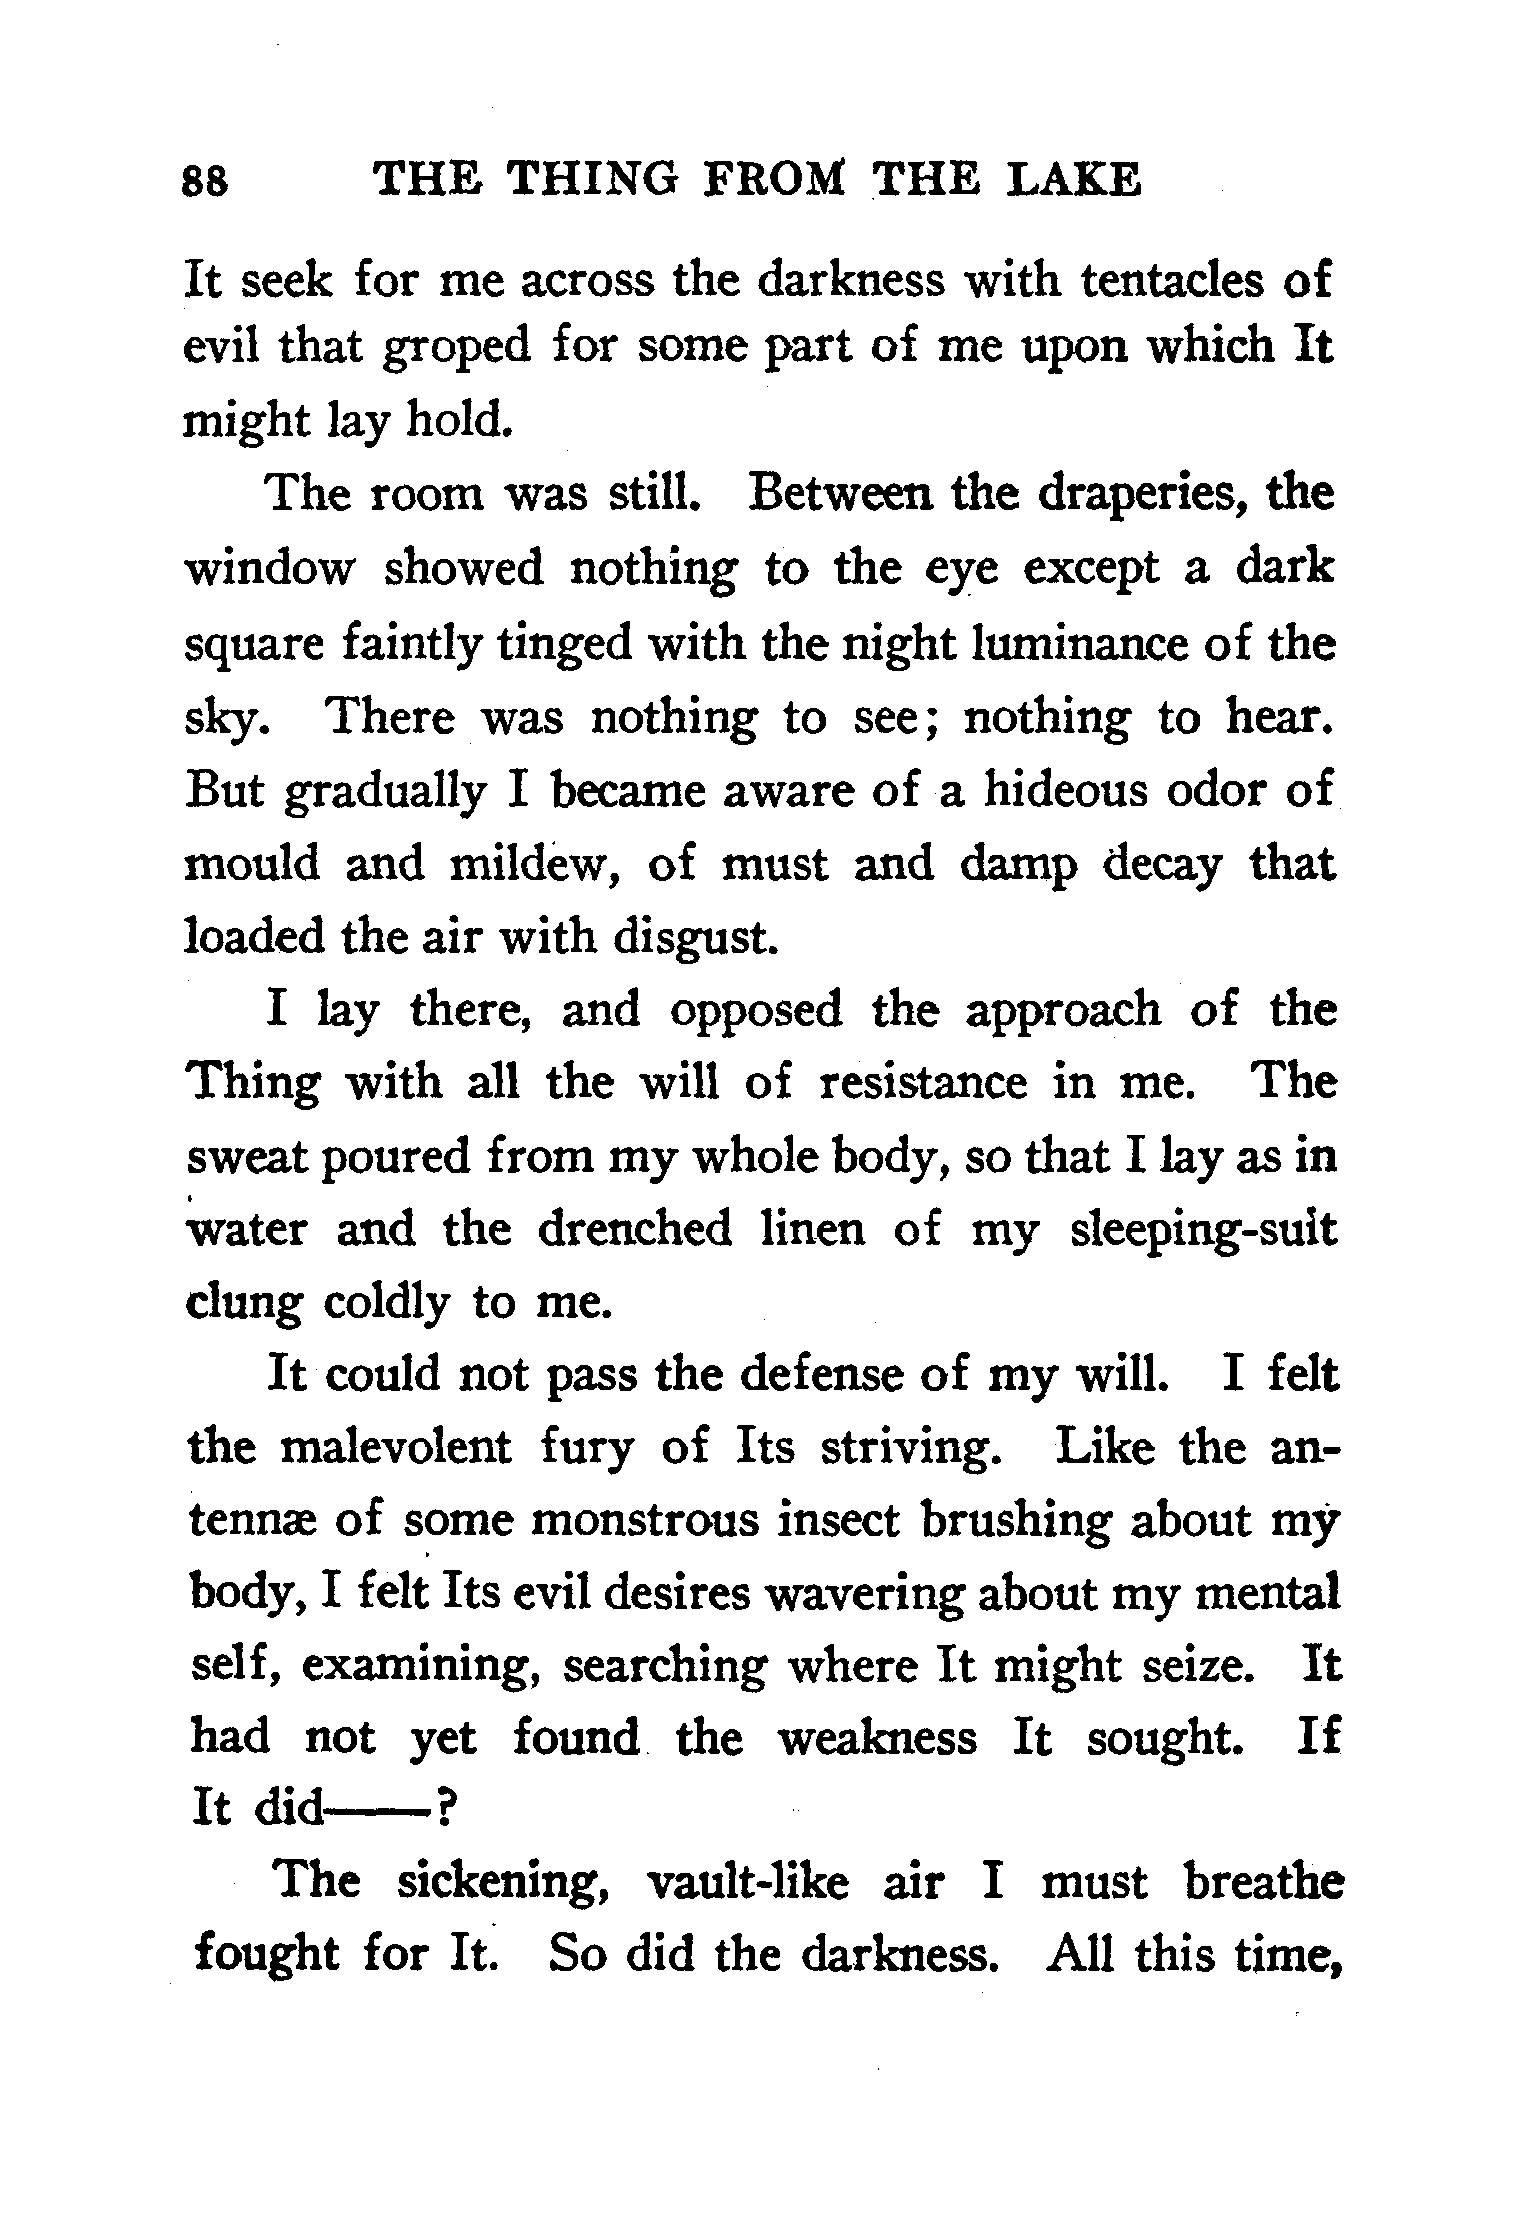 88 THE THING FROM THE LAKE
It seek for me across the darkness with tentacles of
evil that groped for some part of me upon which It
might lay hold.
The room was still. Between the draperies, the
window showed nothing to the eye except a dark
square faintly tinged with the night luminance of the
sky. There was nothing to see; nothing to hear.
But gradually I became aware of a hideous odor of
mould and mildew, of must and damp decay that
loaded the air with disgust.
I lay there, and opposed the approach of the
Thing with all the will of resistance in me. The
sweat poured from my whole body, so that I lay as in
water and the drenched linen of my sleeping-suit
clung coldly to me.
It could not pass the defense of my will. I felt
the malevolent fury of Its striving. Like the an-
tennæ of some monstrous insect brushing about my
body, I felt Its evil desires wavering about my mental
self, examining, searching where It might seize. It
had not yet found the weakness It sought. If
It did——?
The sickening, vault-like air I must breathe
fought for It. So did the darkness. All this time,